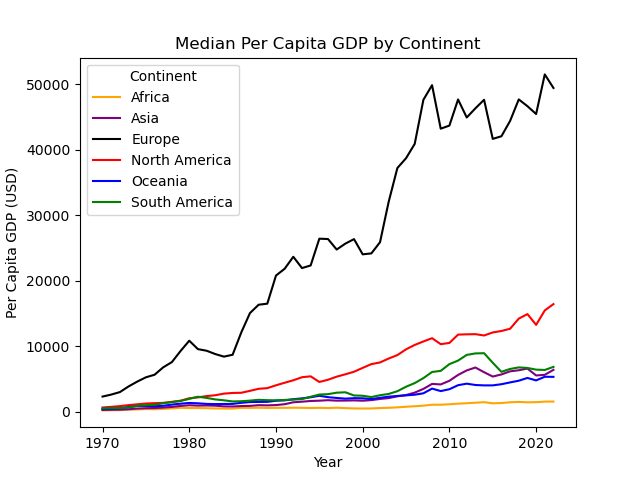 Median Per Capita GDP by Continent
Continent
Africa
Asia
Europe
North America
Oceania
South America
Per Capita GDP (USD)
50000
40000
30000
20000
10000
0
1970 1980 1990 2000 2010 2020
Year